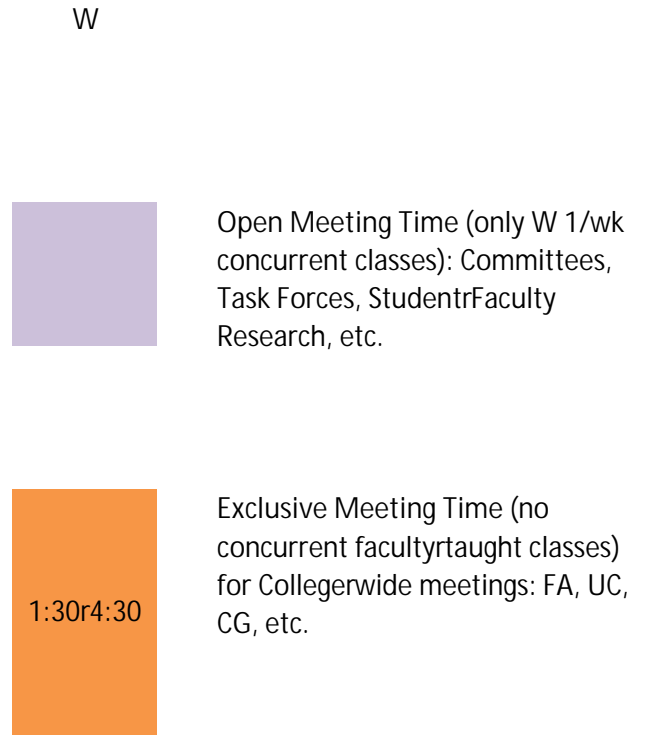 W
Open Meeting Time (only W 1/wk
concurrent classes): Committees,
Task Forces, StudentrFaculty
Research, etc.
Exclusive Meeting Time (no
concurrent facultyrtaught classes)
for Collegerwide meetings: FA, UC,
CG, etc.
1:30r4:30